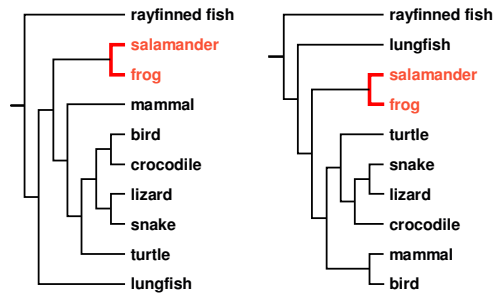 rayfinned fish
salamander
frog
mammal
bird
crocodile
lizard
snake
turtle
lungfish
rayfinned fish
lungfish
salamander
frog
turtle
snake
lizard
crocodile
mammal
bird